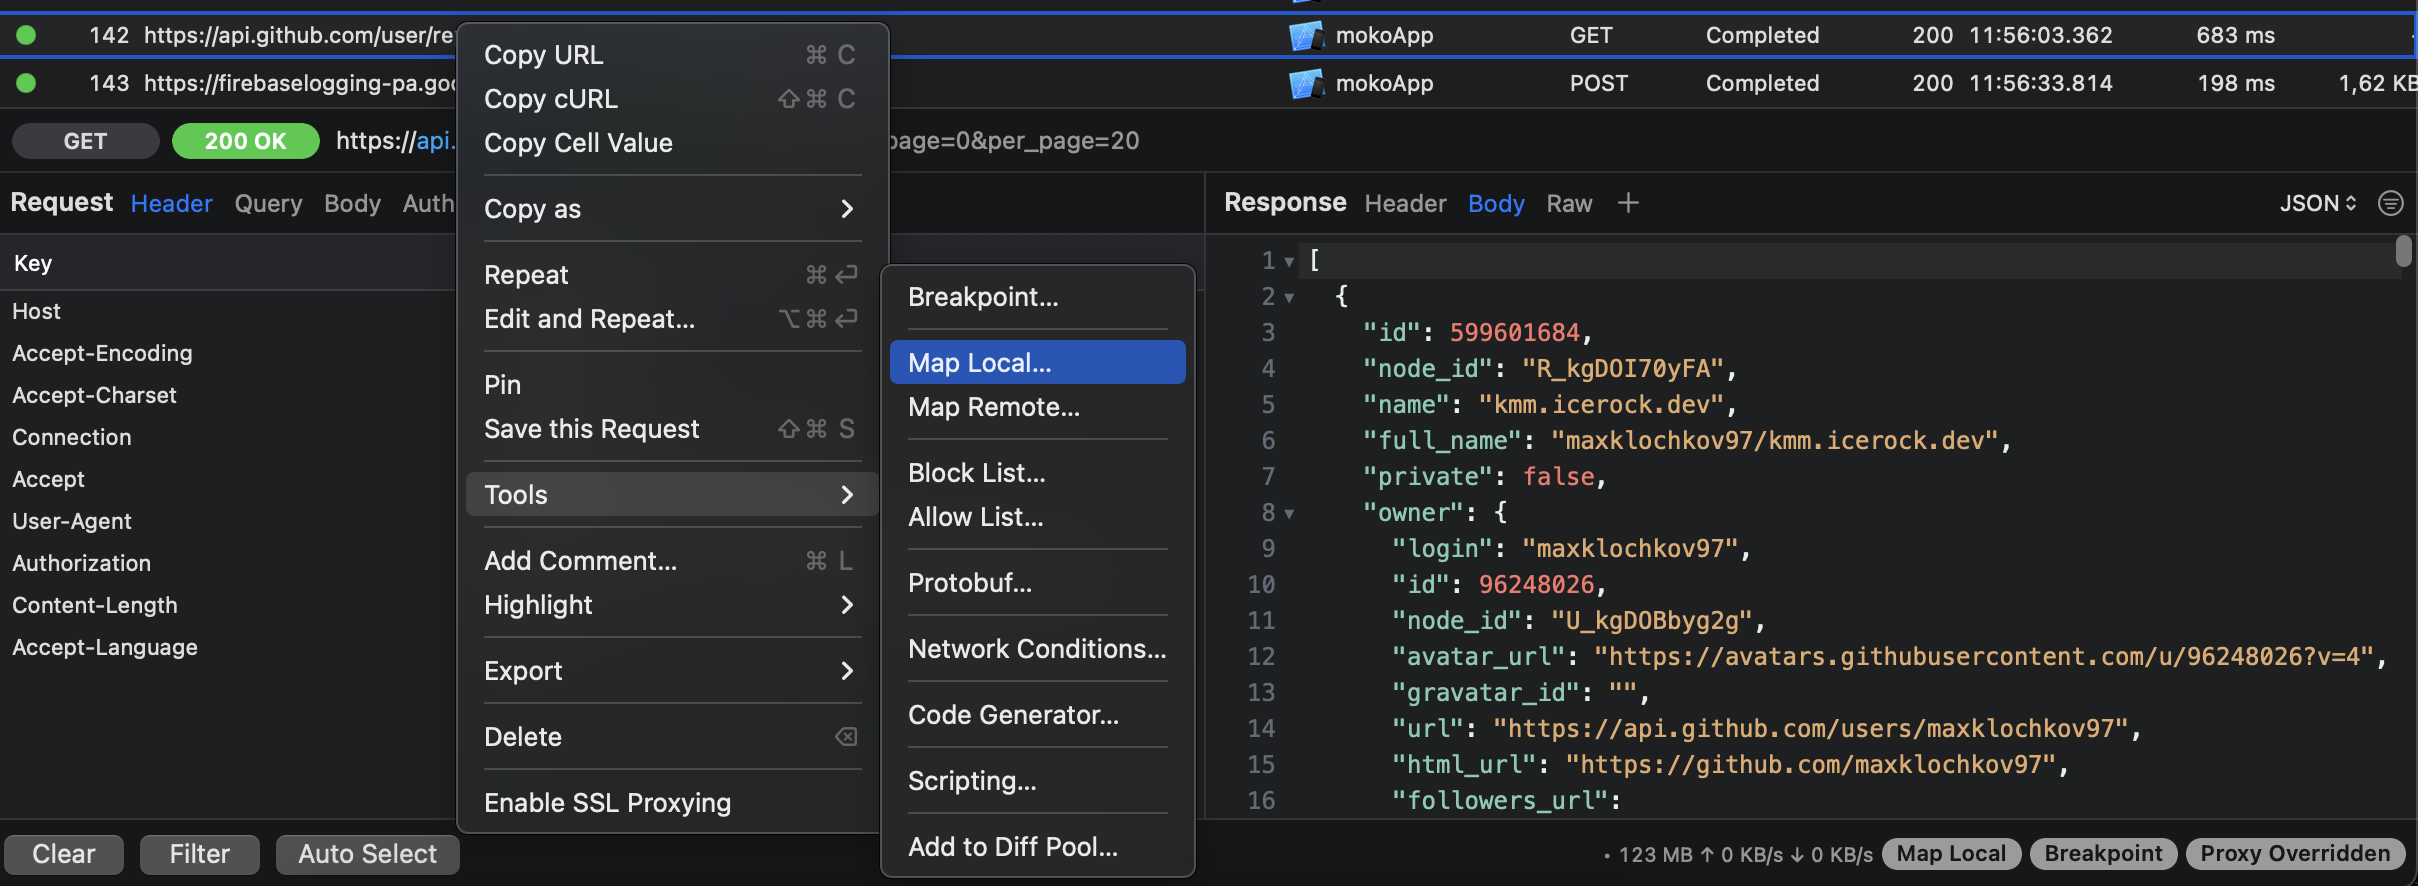 142 https://api.github.com/user/re mokoApp GET Completed 200 11:56:03.362 683 ms
143 https://firebaselogging-pa.goo mokoApp POST Completed 200 11:56:33.814 198 ms 1,62 KB
GET 200 OK https://api. page=0&per_page=20
Request Header Query Body Auth
Key
Host
Accept-Encoding
Accept-Charset
Connection
Accept
User-Agent
Authorization
Content-Length
Accept-Language
Copy URL ⌘ C
Copy cURL ⇧ ⌘ C
Copy Cell Value
Copy as
Repeat ⌘ ↩
Edit and Repeat... ⌥ ⌘ ↩
Pin
Save this Request ⇧ ⌘ S
Tools
Add Comment... ⌘ L
Highlight
Export
Delete ⌫
Enable SSL Proxying
Breakpoint...
Map Local...
Map Remote...
Block List...
Allow List...
Protobuf...
Network Conditions...
Code Generator...
Scripting...
Add to Diff Pool...
Response Header Body Raw + JSON
1 [
2 {
3 "id": 599601684,
4 "node_id": "R_kgDOI70yFA",
5 "name": "kmm.icerock.dev",
6 "full_name": "maxklochkov97/kmm.icerock.dev",
7 "private": false,
8 "owner": {
9 "login": "maxklochkov97",
10 "id": 96248026,
11 "node_id": "U_kgDOBbyg2g",
12 "avatar_url": "https://avatars.githubusercontent.com/u/96248026?v=4",
13 "gravatar_id": "",
14 "url": "https://api.github.com/users/maxklochkov97",
15 "html_url": "https://github.com/maxklochkov97",
16 "followers_url":
Clear Filter Auto Select
• 123 MB ↑ 0 KB/s ↓ 0 KB/s Map Local Breakpoint Proxy Overridden